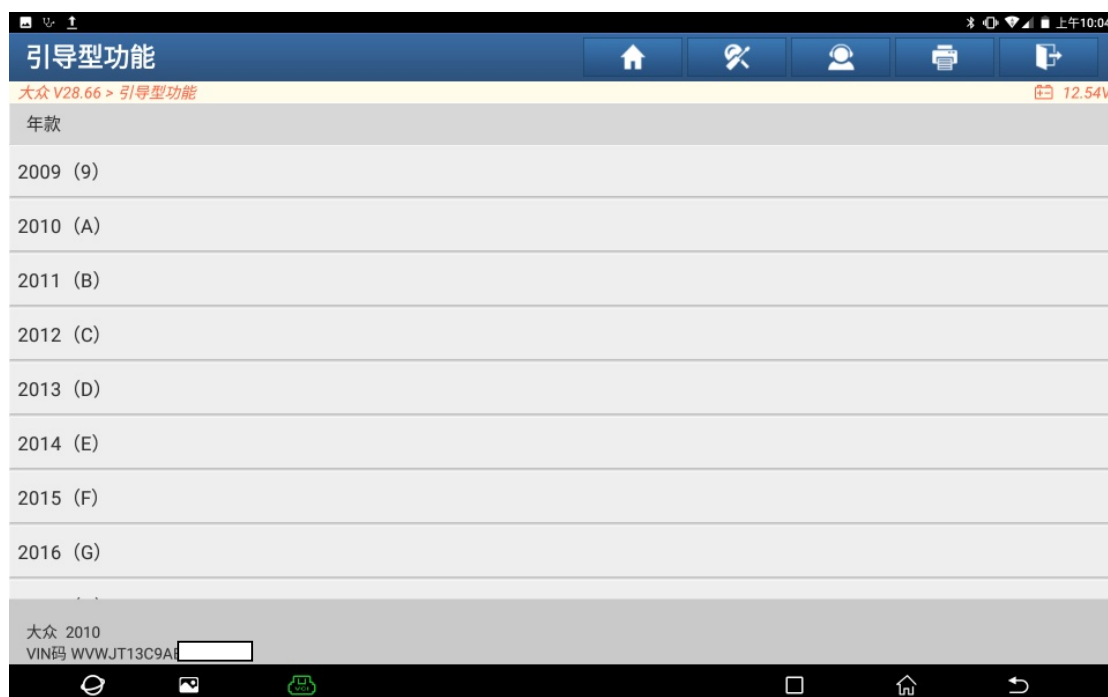 上午10:04
引导型功能
大众 V28.66 > 引导型功能
12.54V
年款
2009（9）
2010（A）
2011（B）
2012（C）
2013（D）
2014（E）
2015（F）
2016（G）
大众 2010
VIN码 WVWJT13C9AE
VCI